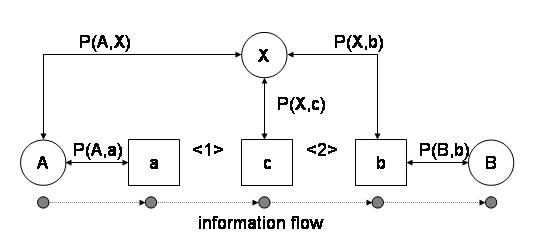 P(A,X) X P(X,b)
P(X,c)
A P(A,a) a <1> c <2> b P(B,b) B
information flow